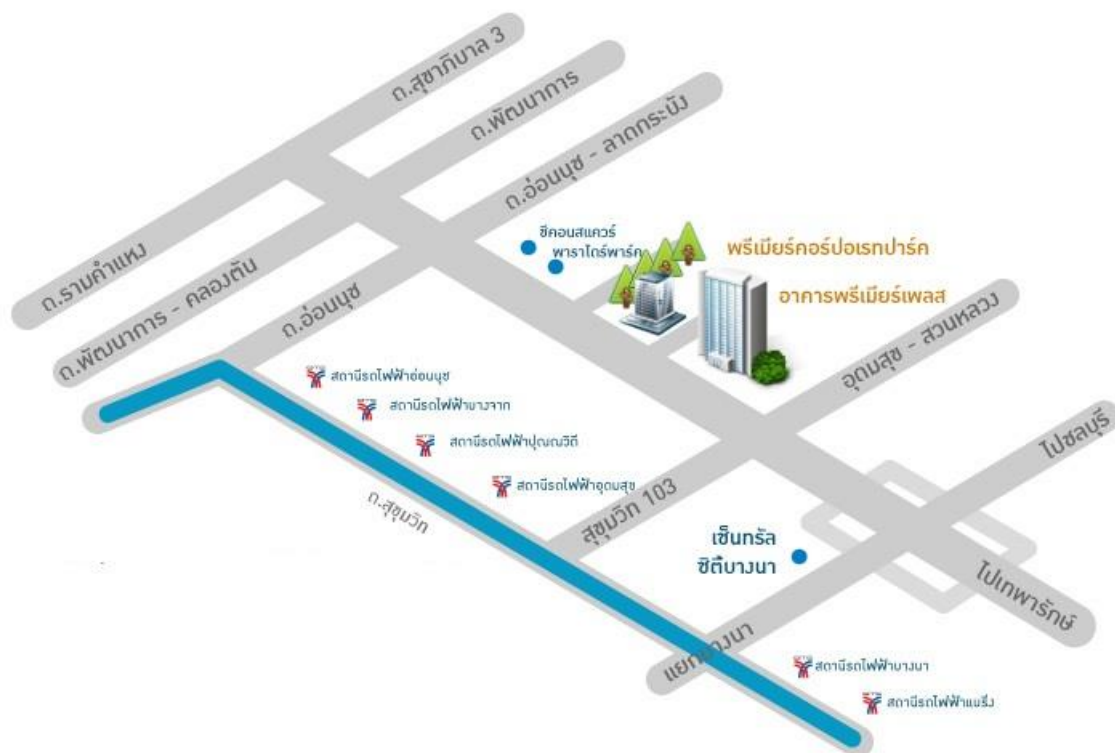 ถ.สุขาภิบาล 3
ถ.พัฒนาการ
ถ.อ่อนนุช - ลาดกระบัง
ซีคอนสแควร์
พาราไดร์พาร์ค
พรีเมียร์คอร์ปอเรทปาร์ค
อาคารพรีเมียร์เพลส
ถ.รามคำแหง
ถ.พัฒนาการ - คลองตัน
ถ.อ่อนนุช
อุดมสุข - สวนหลวง
สถานีรถไฟฟ้าอ่อนนุช
สถานีรถไฟฟ้าบางจาก
สถานีรถไฟฟ้าปุณณวิถี
สถานีรถไฟฟ้าอุดมสุข
ถ.สุขุมวิท
สุขุมวิท 103
ไปชลบุรี
เซ็นทรัล
ซิตี้บางนา
ไปเทพารักษ์
แยกบางนา
สถานีรถไฟฟ้าบางนา
สถานีรถไฟฟ้าแบริ่ง